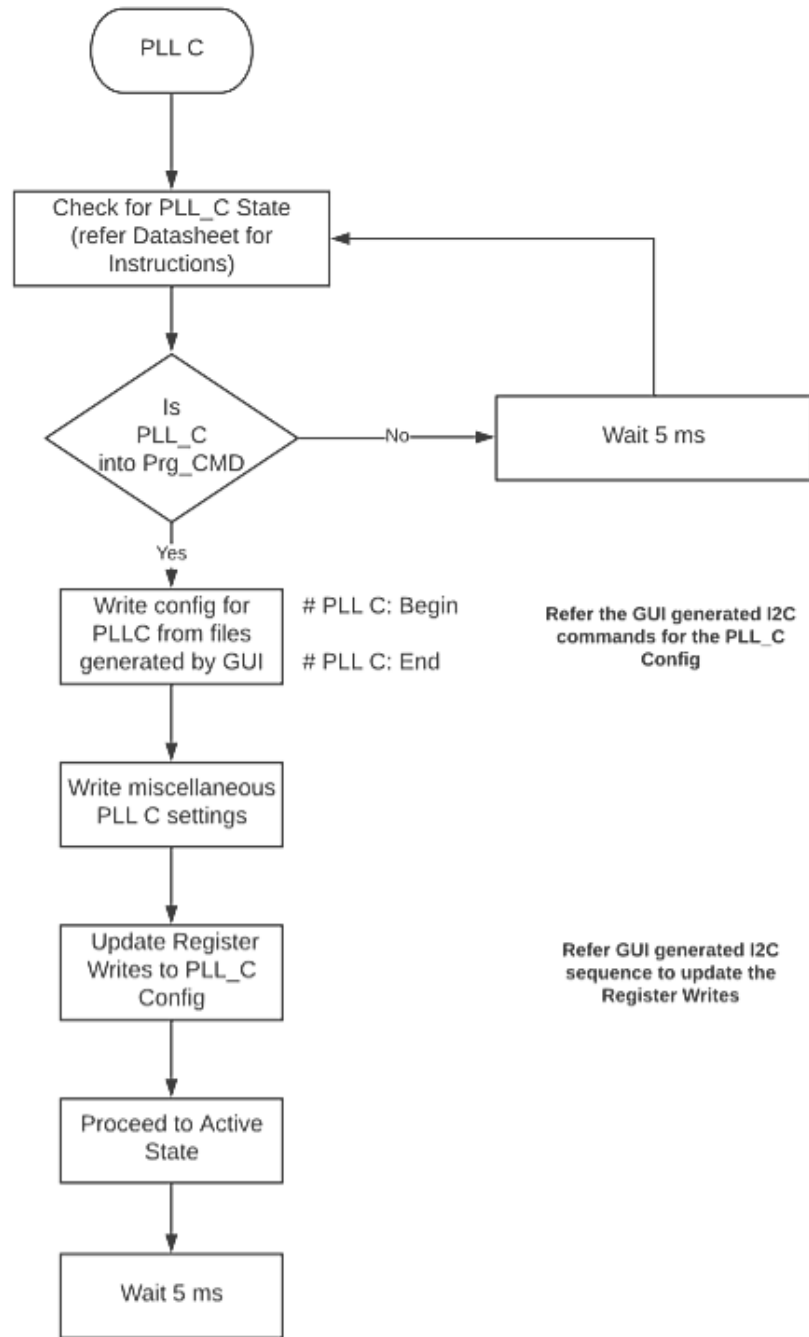 PLL C
Check for PLL_C State
(refer Datasheet for
Instructions)
Is
PLL_C
into Prg_CMD
No
Wait 5 ms
Yes
Write config for
PLLC from files
generated by GUI
# PLL C: Begin
# PLL C: End
Refer the GUI generated I2C
commands for the PLL_C
Config
Write miscellaneous
PLL C settings
Update Register
Writes to PLL_C
Config
Refer GUI generated I2C
sequence to update the
Register Writes
Proceed to Active
State
Wait 5 ms